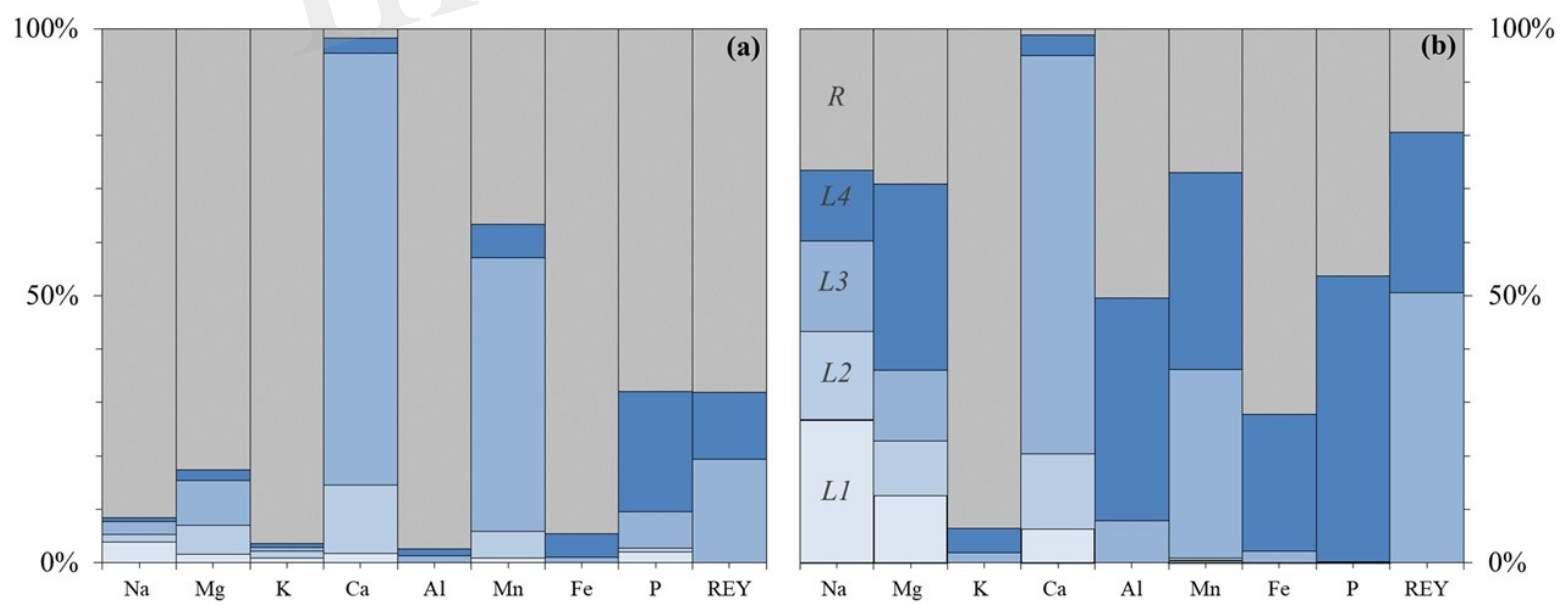 100%
50%
0%
(a)
Na Mg K Ca Al Mn Fe P REY
(b)
R
L4
L3
L2
L1
100%
50%
0%
Na Mg K Ca Al Mn Fe P REY